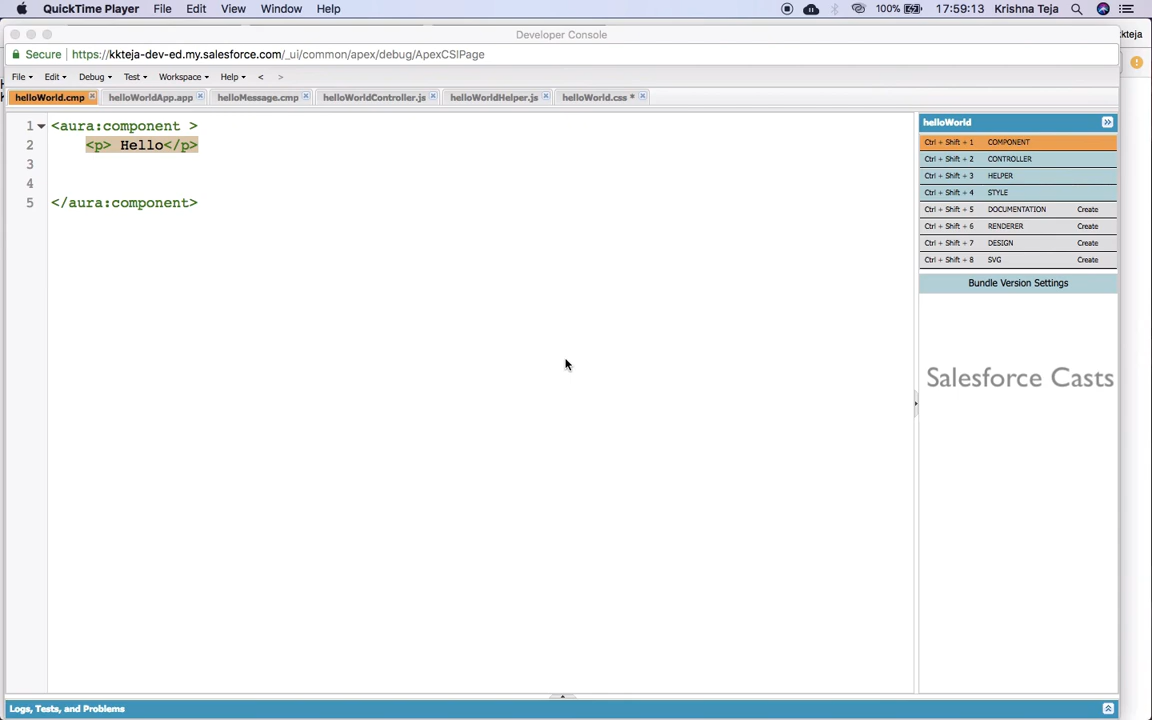 QuickTime Player File Edit View Window Help 100% 17:59:13 Krishna Teja
Developer Console
kteja
Secure https://kkteja-dev-ed.my.salesforce.com/_ui/common/apex/debug/ApexCSIPage
File Edit Debug Test Workspace Help < >
helloWorld.cmp helloWorldApp.app helloMessage.cmp helloWorldController.js helloWorldHelper.js helloWorld.css *
1 <aura:component >
2 <p> Hello</p>
3
4
5 </aura:component>
helloWorld
Ctrl + Shift + 1 COMPONENT
Ctrl + Shift + 2 CONTROLLER
Ctrl + Shift + 3 HELPER
Ctrl + Shift + 4 STYLE
Ctrl + Shift + 5 DOCUMENTATION Create
Ctrl + Shift + 6 RENDERER Create
Ctrl + Shift + 7 DESIGN Create
Ctrl + Shift + 8 SVG Create
Bundle Version Settings
Salesforce Casts
Logs, Tests, and Problems